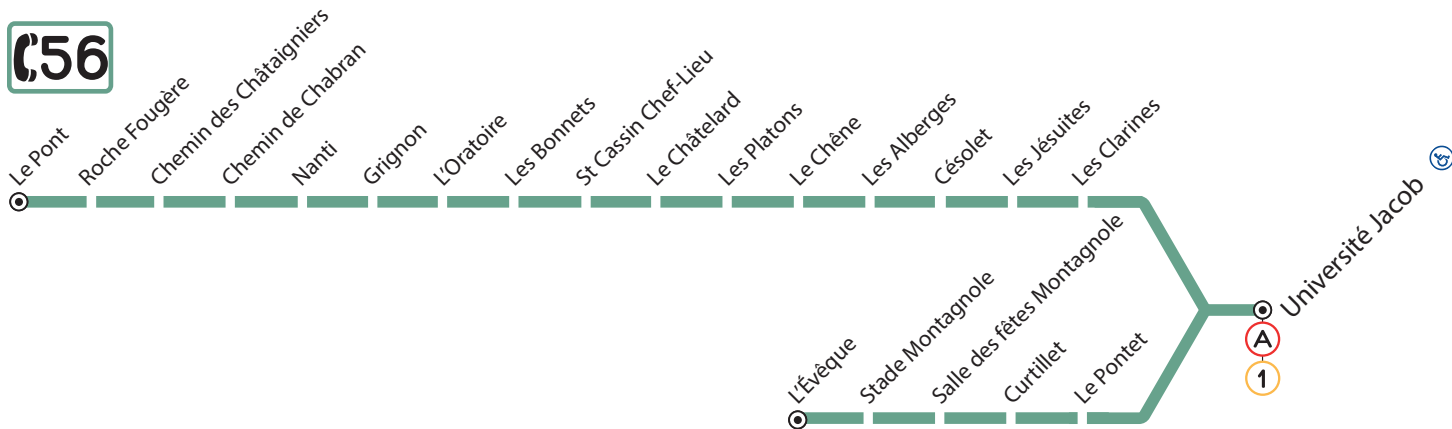 56
Le Pont
Roche Fougère
Chemin des Châtaigniers
Chemin de Chabran
Nanti
Grignon
L'Oratoire
Les Bonnets
St Cassin Chef-Lieu
Le Châtelard
Les Platons
Le Chêne
Les Alberges
Césolet
Les Jésuites
Les Clarines
Université Jacob
A
1
L'Évêque
Stade Montagnole
Salle des fêtes Montagnole
Curtillet
Le Pontet